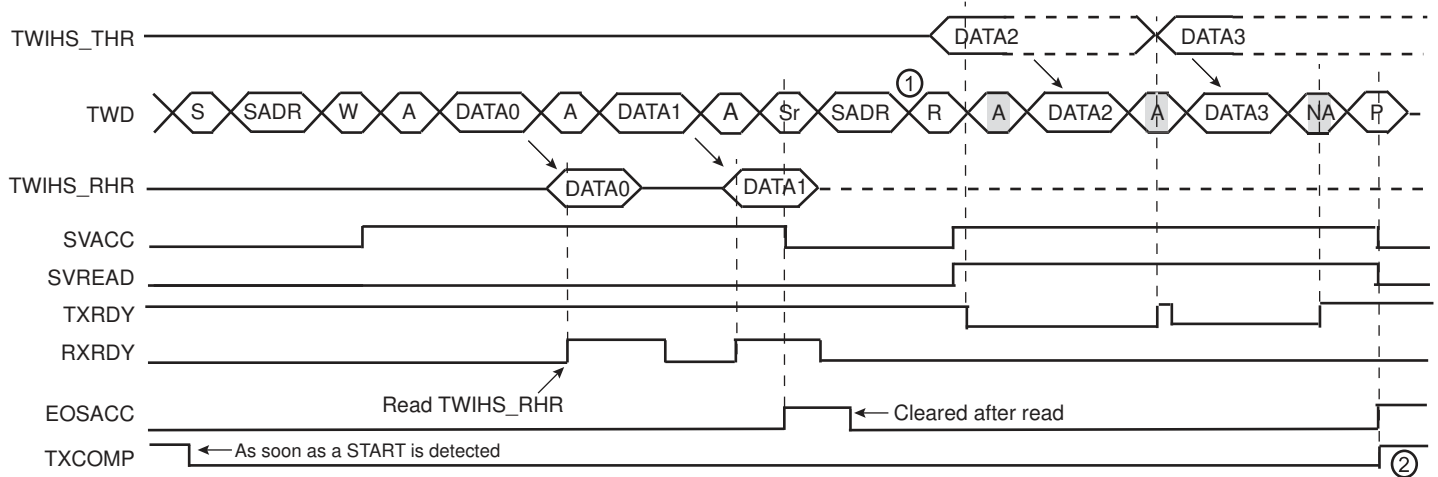 TWIHS_THR DATA2 DATA3
①
TWD S SADR W A DATA0 A DATA1 A Sr SADR R A DATA2 A DATA3 NA P
TWIHS_RHR DATA0 DATA1
SVACC
SVREAD
TXRDY
RXRDY
Read TWIHS_RHR
EOSACC Cleared after read
TXCOMP As soon as a START is detected ②